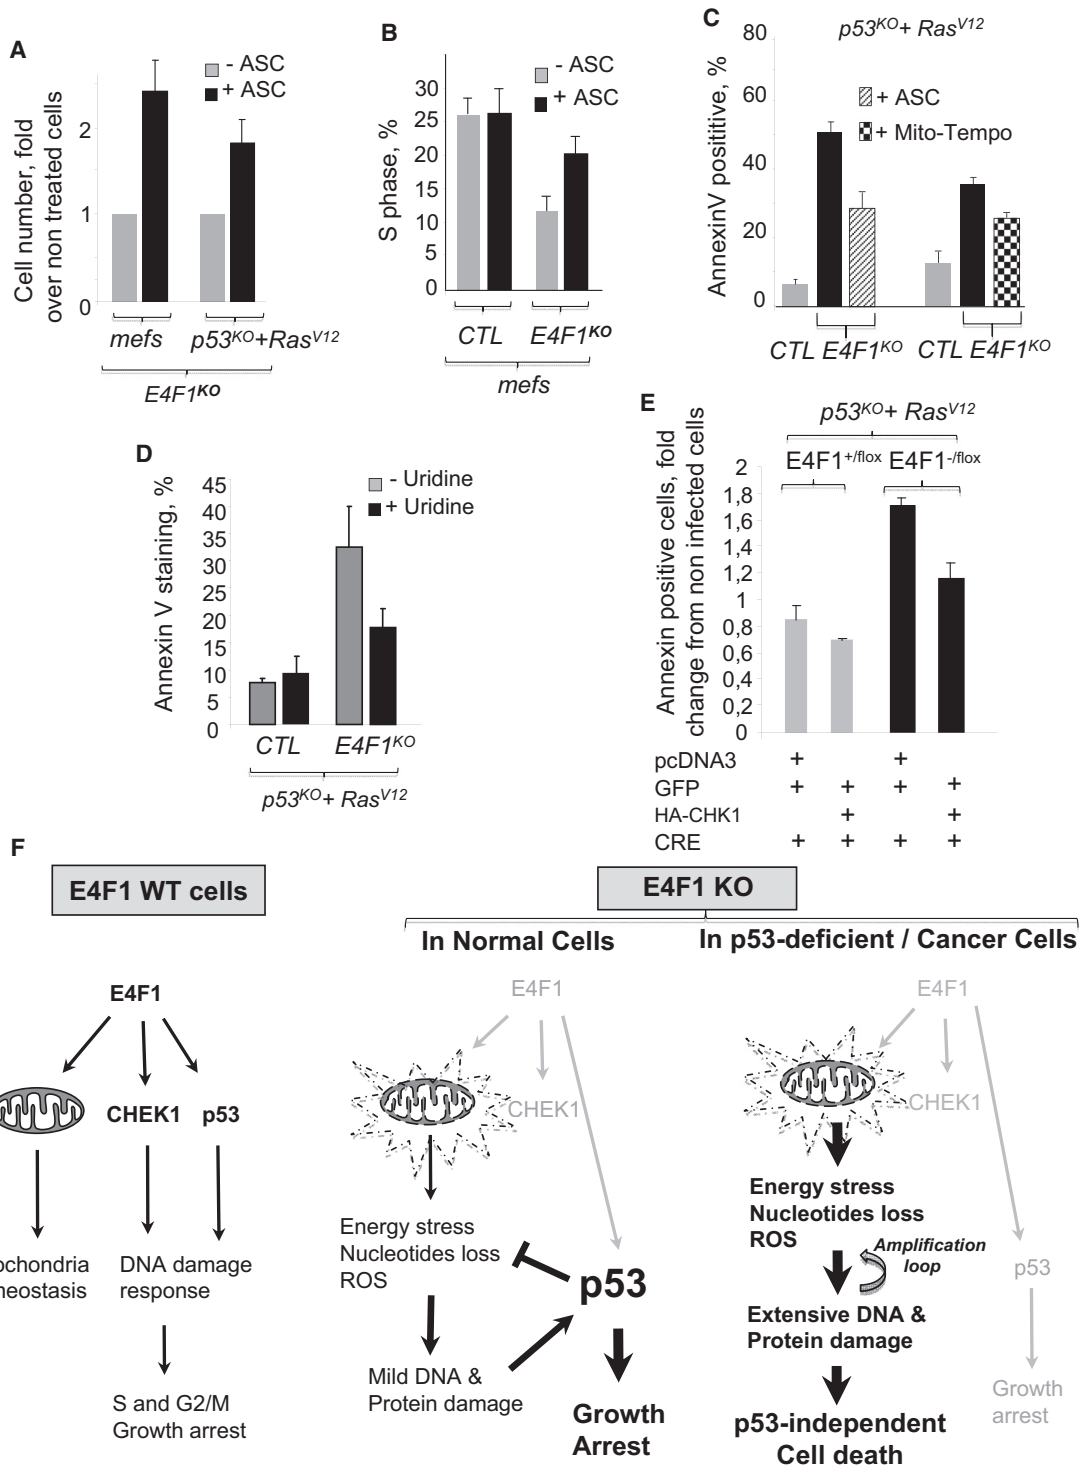 A
Cell number, fold
over non treated cells
2
1
0
- ASC
+ ASC
mefs
p53KO+RasV12
E4F1KO
B
S phase, %
30
25
20
15
10
5
0
- ASC
+ ASC
CTL
E4F1KO
mefs
C
p53KO+ RasV12
AnnexinV posititive, %
80
60
40
20
0
+ ASC
+ Mito-Tempo
CTL E4F1KO
CTL E4F1KO
D
Annexin V staining, %
45
40
35
30
25
20
15
10
5
0
- Uridine
+ Uridine
CTL
E4F1KO
p53KO+ RasV12
E
p53KO+ RasV12
E4F1+/flox
E4F1-/flox
Annexin positive cells, fold
change from non infected cells
2
1,8
1,6
1,4
1,2
1
0,8
0,6
0,4
0,2
0
pcDNA3 + +
GFP + + + +
HA-CHK1 + +
CRE + + + +
F
E4F1 WT cells
E4F1
CHEK1
p53
ochondria
neostasis
DNA damage
response
S and G2/M
Growth arrest
E4F1 KO
In Normal Cells
E4F1
CHEK1
Energy stress
Nucleotides loss
ROS
p53
Mild DNA &
Protein damage
Growth
Arrest
In p53-deficient / Cancer Cells
E4F1
CHEK1
Energy stress
Nucleotides loss
ROS
Amplification
loop
p53
Extensive DNA &
Protein damage
Growth
arrest
p53-independent
Cell death